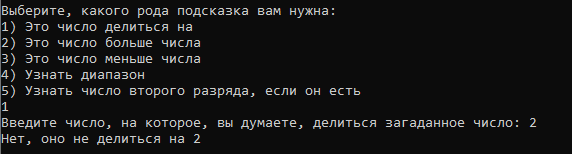 Выберите, какого рода подсказка вам нужна:
1) Это число делиться на
2) Это число больше числа
3) Это число меньше числа
4) Узнать диапазон
5) Узнать число второго разряда, если он есть
1
Введите число, на которое, вы думаете, делиться загаданное число: 2
Нет, оно не делиться на 2